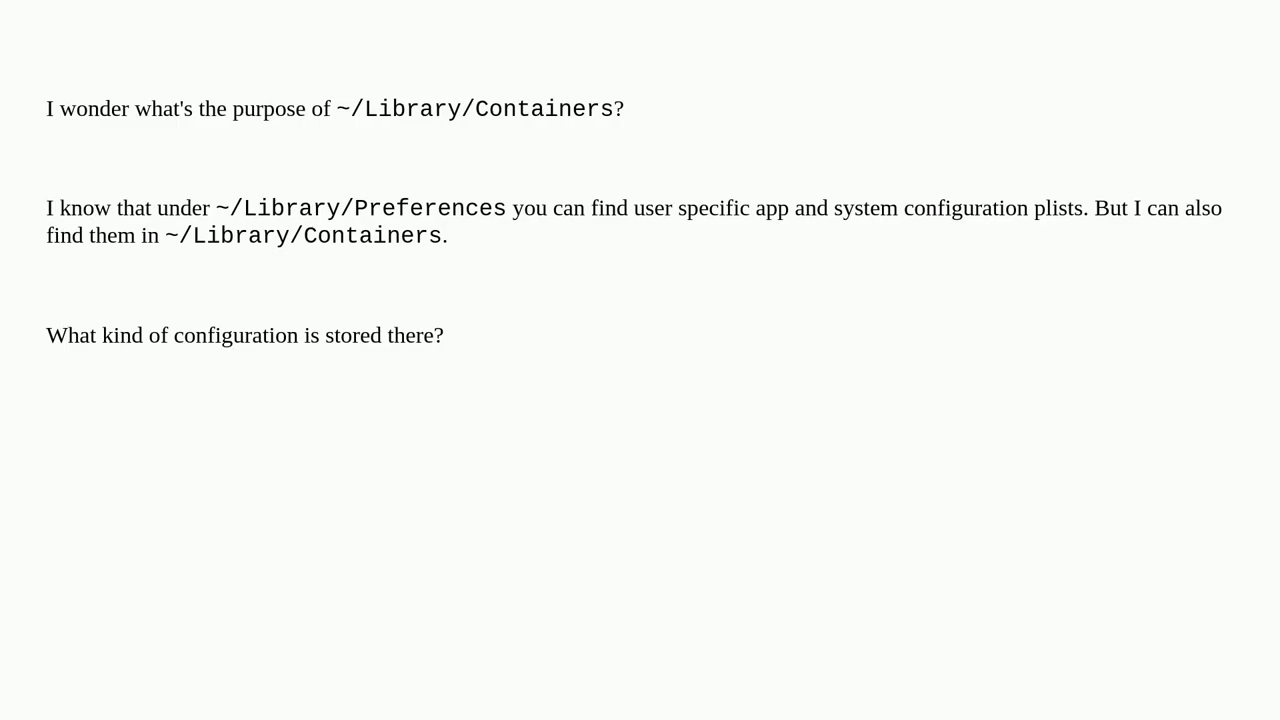 I wonder what's the purpose of ~/Library/Containers?
I know that under ~/Library/Preferences you can find user specific app and system configuration plists. But I can also
find them in ~/Library/Containers.
What kind of configuration is stored there?